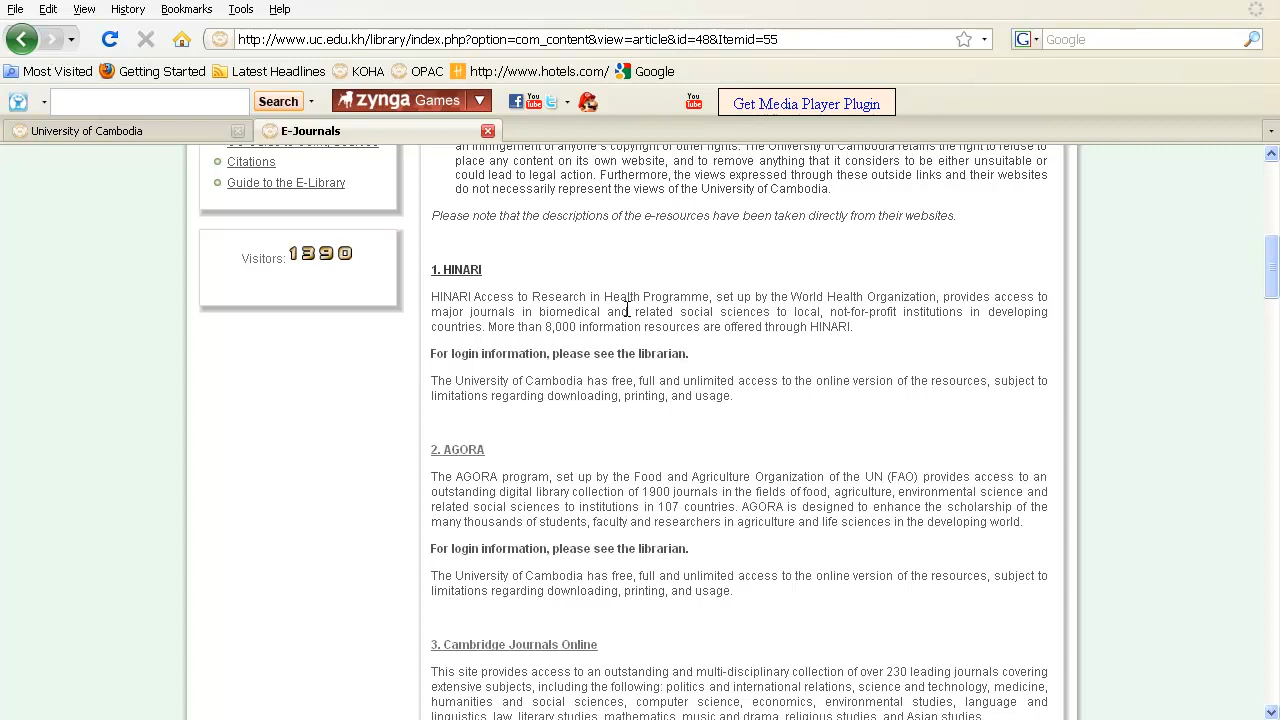 File Edit View History Bookmarks Tools Help
http://www.uc.edu.kh/library/index.php?option=com_content&view=article&id=48&Itemid=55
G Google
Most Visited Getting Started Latest Headlines KOHA OPAC http://www.hotels.com/ Google
Search zynga Games You Tube You Tube Get Media Player Plugin
University of Cambodia E-Journals
an infringement of anyone's copyright or other rights. The University of Cambodia retains the right to refuse to
place any content on its own website, and to remove anything that it considers to be either unsuitable or
could lead to legal action. Furthermore, the views expressed through these outside links and their websites
do not necessarily represent the views of the University of Cambodia.
Citations
Guide to the E-Library
Please note that the descriptions of the e-resources have been taken directly from their websites.
Visitors: 1390
1. HINARI
HINARI Access to Research in Health Programme, set up by the World Health Organization, provides access to
major journals in biomedical and related social sciences to local, not-for-profit institutions in developing
countries. More than 8,000 information resources are offered through HINARI.
For login information, please see the librarian.
The University of Cambodia has free, full and unlimited access to the online version of the resources, subject to
limitations regarding downloading, printing, and usage.
2. AGORA
The AGORA program, set up by the Food and Agriculture Organization of the UN (FAO) provides access to an
outstanding digital library collection of 1900 journals in the fields of food, agriculture, environmental science and
related social sciences to institutions in 107 countries. AGORA is designed to enhance the scholarship of the
many thousands of students, faculty and researchers in agriculture and life sciences in the developing world.
For login information, please see the librarian.
The University of Cambodia has free, full and unlimited access to the online version of the resources, subject to
limitations regarding downloading, printing, and usage.
3. Cambridge Journals Online
This site provides access to an outstanding and multi-disciplinary collection of over 230 leading journals covering
extensive subjects, including the following: politics and international relations, science and technology, medicine,
humanities and social sciences, computer science, economics, environmental studies, language and
linguistics, law, literary studies, mathematics, music and drama, religious studies, and Asian studies.